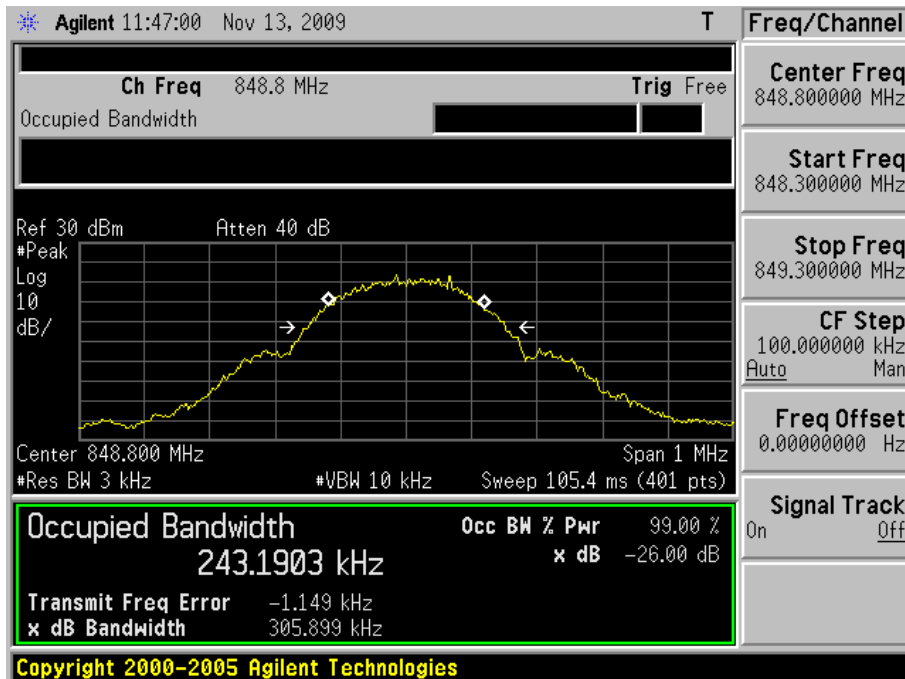 Agilent 11:47:00 Nov 13, 2009 T
Freq/Channel
Ch Freq 848.8 MHz Trig Free
Occupied Bandwidth
Center Freq
848.800000 MHz
Start Freq
848.300000 MHz
Stop Freq
849.300000 MHz
CF Step
100.000000 kHz
Auto Man
Freq Offset
0.00000000 Hz
Signal Track
On Off
Ref 30 dBm Atten 40 dB
#Peak
Log
10
dB/
Center 848.800 MHz Span 1 MHz
#Res BW 3 kHz #VBW 10 kHz Sweep 105.4 ms (401 pts)
Occupied Bandwidth Occ BW % Pwr 99.00 %
243.1903 kHz x dB -26.00 dB
Transmit Freq Error -1.149 kHz
x dB Bandwidth 305.899 kHz
Copyright 2000-2005 Agilent Technologies